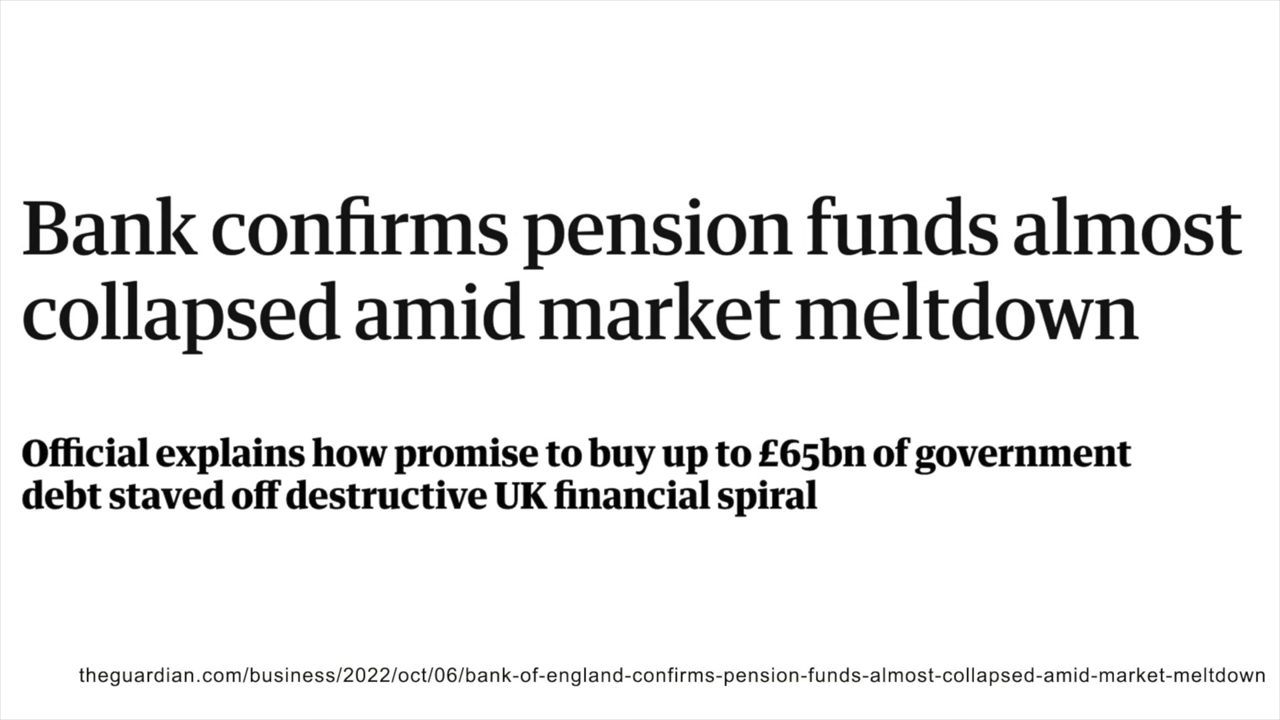 Bank confirms pension funds almost
collapsed amid market meltdown
Official explains how promise to buy up to £65bn of government
debt staved off destructive UK financial spiral
theguardian.com/business/2022/oct/06/bank-of-england-confirms-pension-funds-almost-collapsed-amid-market-meltdown